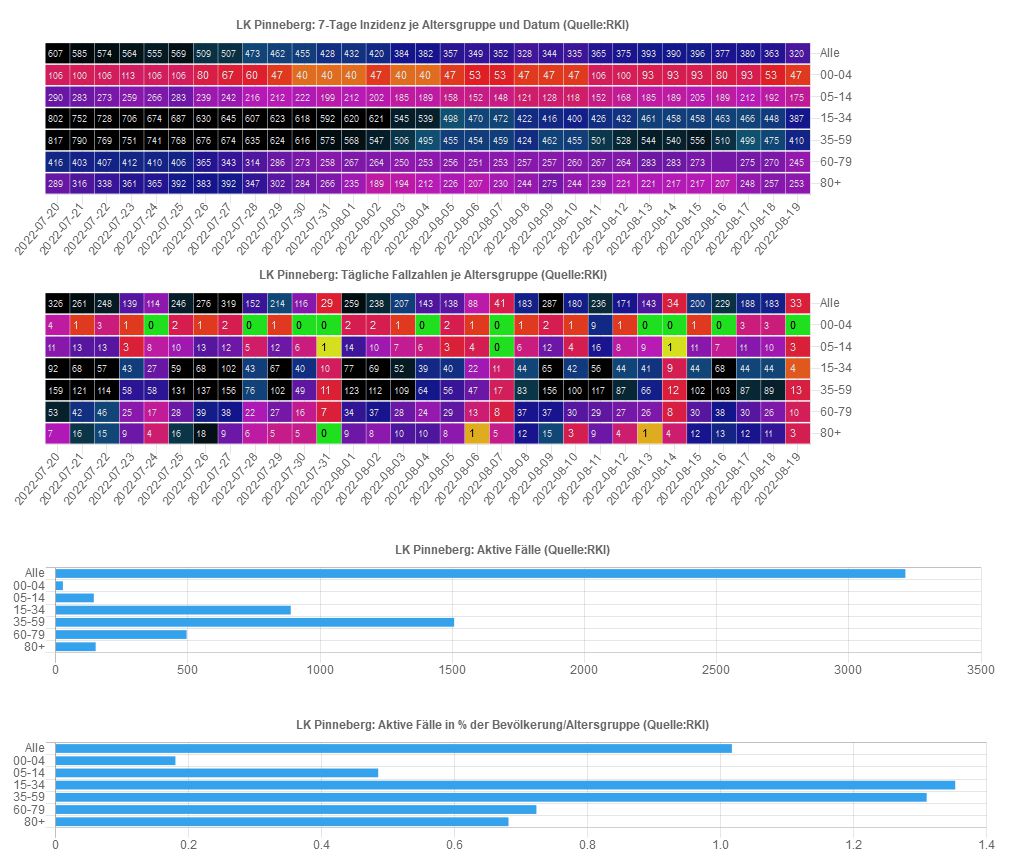 LK Pinneberg: 7-Tage Inzidenz je Altersgruppe und Datum (Quelle:RKI)
607 585 574 564 555 569 509 507 473 462 455 428 432 420 384 382 357 349 352 328 344 335 365 375 393 390 396 377 380 363 320 Alle
106 100 106 113 106 106 80 67 60 47 40 40 40 47 40 40 47 53 53 47 47 47 106 100 93 93 93 80 93 53 47 00-04
290 283 273 259 266 283 239 242 216 212 222 199 212 202 185 189 158 152 148 121 128 118 152 168 185 189 205 189 212 192 175 05-14
802 752 728 706 674 687 630 645 607 623 618 592 620 621 545 539 498 470 472 422 416 400 426 432 461 458 458 463 466 448 387 15-34
817 790 769 751 741 768 676 674 635 624 616 575 568 547 506 495 455 454 459 424 462 455 501 528 544 540 556 510 499 475 410 35-59
416 403 407 412 410 406 365 343 314 286 273 258 267 264 250 253 256 251 253 257 257 260 267 264 283 283 273 275 270 245 60-79
289 316 338 361 365 392 383 392 347 302 284 266 235 189 194 212 226 207 230 244 275 244 239 221 221 217 217 207 248 257 253 80+
2022-07-20 2022-07-21 2022-07-22 2022-07-23 2022-07-24 2022-07-25 2022-07-26 2022-07-27 2022-07-28 2022-07-29 2022-07-30 2022-07-31 2022-08-01 2022-08-02 2022-08-03 2022-08-04 2022-08-05 2022-08-06 2022-08-07 2022-08-08 2022-08-09 2022-08-10 2022-08-11 2022-08-12 2022-08-13 2022-08-14 2022-08-15 2022-08-16 2022-08-17 2022-08-18 2022-08-19
LK Pinneberg: Tägliche Fallzahlen je Altersgruppe (Quelle:RKI)
326 261 248 139 114 246 276 319 152 214 116 29 259 238 207 143 138 88 41 183 287 180 236 171 143 34 200 229 188 183 33 Alle
4 1 3 1 0 2 1 2 0 1 0 0 2 2 1 0 2 1 0 1 2 1 9 1 0 0 1 0 3 3 0 00-04
11 13 13 3 8 10 13 12 5 12 6 1 14 10 7 6 3 4 0 6 12 4 16 8 9 1 11 7 11 10 3 05-14
92 68 57 43 27 59 68 102 43 67 40 10 77 69 52 39 40 22 11 44 65 42 56 44 41 9 44 68 44 44 4 15-34
159 121 114 58 58 131 137 156 76 102 49 11 123 112 109 64 56 47 17 83 156 100 117 87 66 12 102 103 87 89 13 35-59
53 42 46 25 17 28 39 38 22 27 16 7 34 37 28 24 29 13 8 37 37 30 29 27 26 8 30 38 30 26 10 60-79
7 16 15 9 4 16 18 9 6 5 5 0 9 8 10 10 8 1 5 12 15 3 9 4 1 4 12 13 12 11 3 80+
2022-07-20 2022-07-21 2022-07-22 2022-07-23 2022-07-24 2022-07-25 2022-07-26 2022-07-27 2022-07-28 2022-07-29 2022-07-30 2022-07-31 2022-08-01 2022-08-02 2022-08-03 2022-08-04 2022-08-05 2022-08-06 2022-08-07 2022-08-08 2022-08-09 2022-08-10 2022-08-11 2022-08-12 2022-08-13 2022-08-14 2022-08-15 2022-08-16 2022-08-17 2022-08-18 2022-08-19
LK Pinneberg: Aktive Fälle (Quelle:RKI)
Alle
00-04
05-14
15-34
35-59
60-79
80+
0 500 1000 1500 2000 2500 3000 3500
LK Pinneberg: Aktive Fälle in % der Bevölkerung/Altersgruppe (Quelle:RKI)
Alle
00-04
05-14
15-34
35-59
60-79
80+
0 0.2 0.4 0.6 0.8 1.0 1.2 1.4